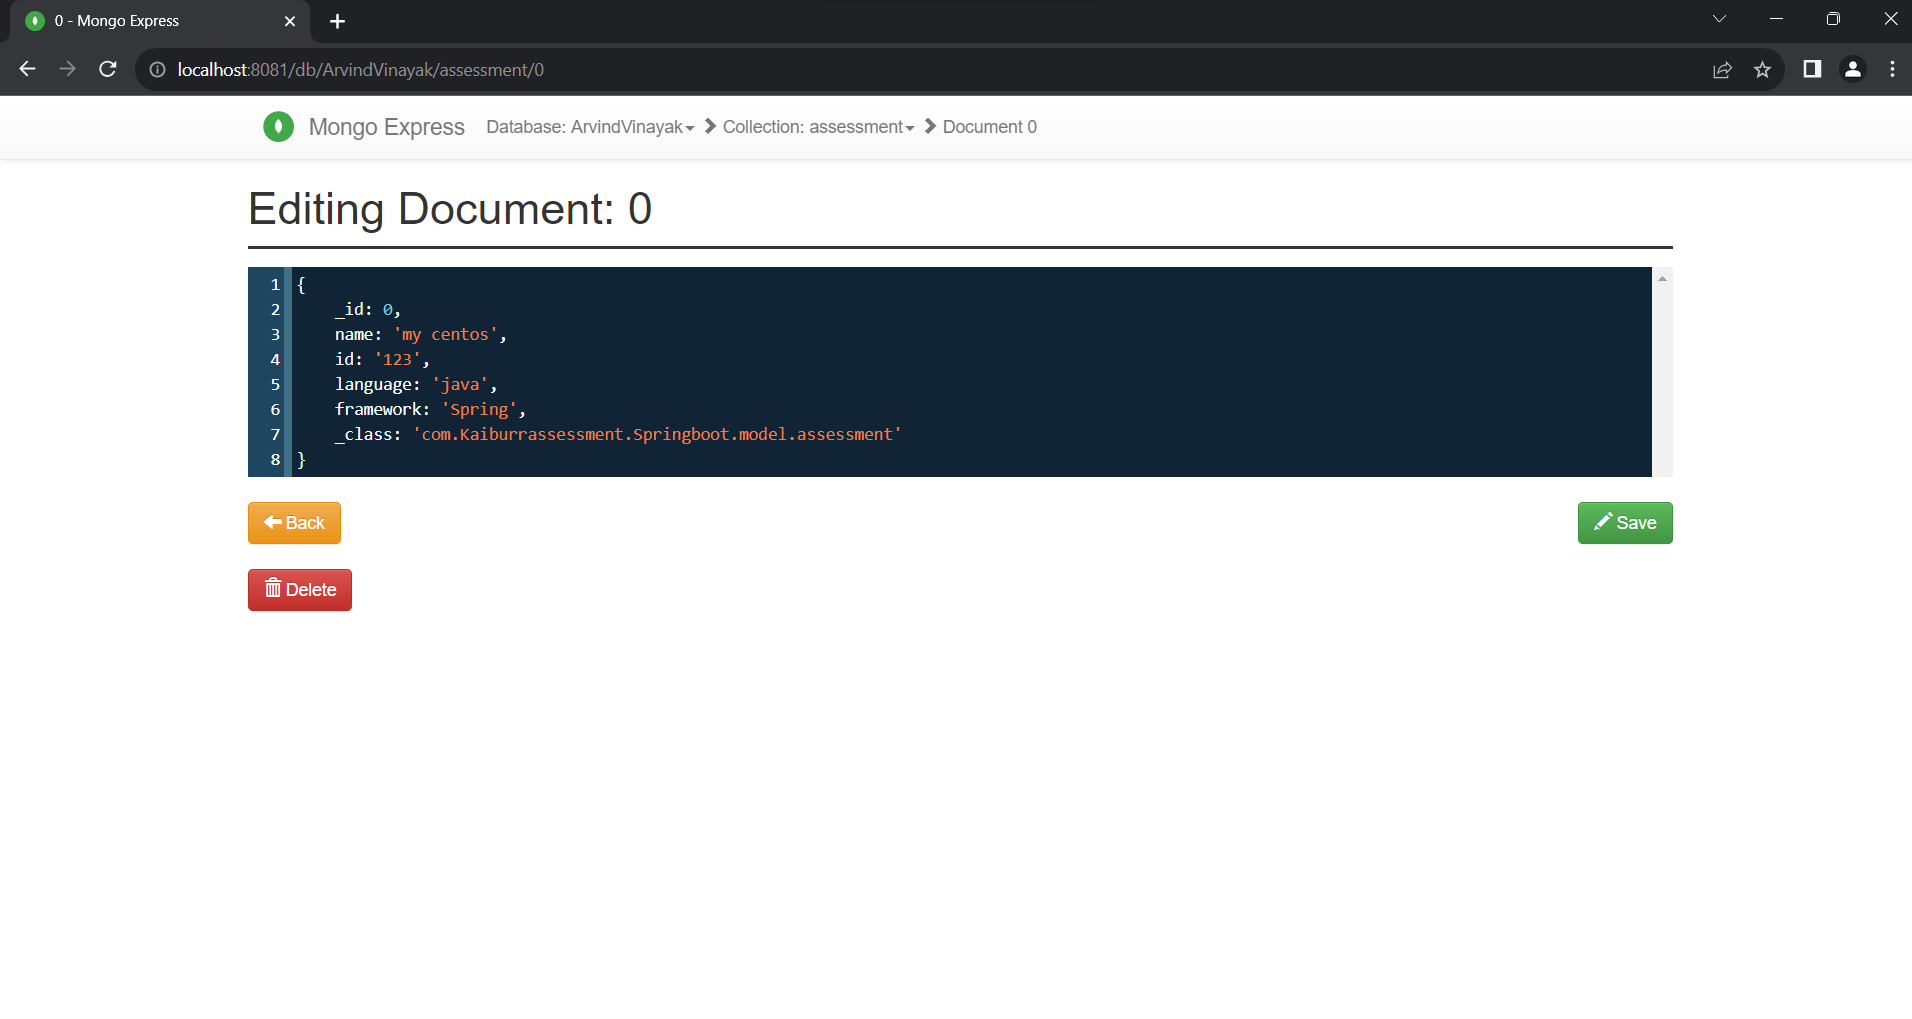 0 - Mongo Express
localhost:8081/db/ArvindVinayak/assessment/0
Mongo Express Database: ArvindVinayak Collection: assessment Document 0
Editing Document: 0
1 {
2 _id: 0,
3 name: 'my centos',
4 id: '123',
5 language: 'java',
6 framework: 'Spring',
7 _class: 'com.Kaiburrassessment.Springboot.model.assessment'
8 }
Back Save
Delete